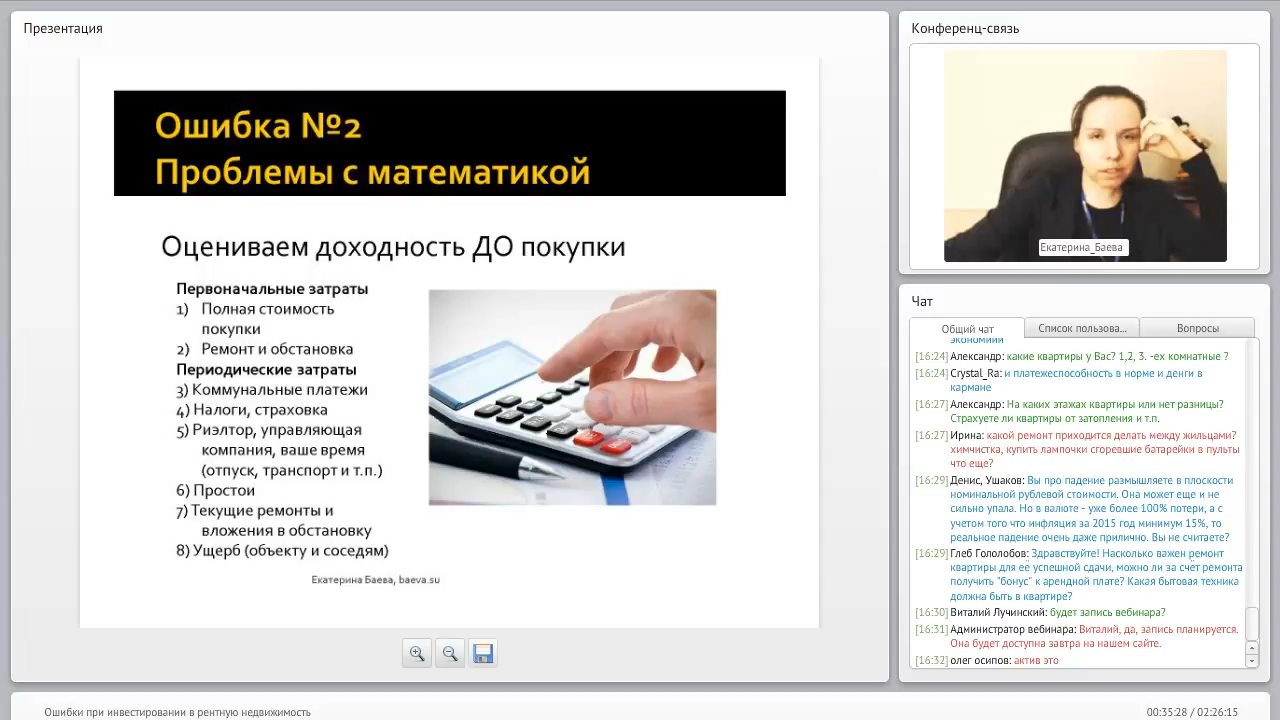 Презентация
Ошибка №2
Проблемы с математикой
Оцениваем доходность ДО покупки
Первоначальные затраты
1) Полная стоимость
покупки
2) Ремонт и обстановка
Периодические затраты
3) Коммунальные платежи
4) Налоги, страховка
5) Риэлтор, управляющая
компания, ваше время
(отпуск, транспорт и т.п.)
6) Простои
7) Текущие ремонты и
вложения в обстановку
8) Ущерб (объекту и соседям)
Екатерина Баева, baeva.su
Конференц-связь
Екатерина_Баева
Чат
Общий чат
Список пользова...
Вопросы
экономиии
[16:24] Александр: какие квартиры у Вас? 1,2, 3. -ех комнатные ?
[16:24] Crystal_Ra: и платежеспособность в норме и денги в
кармане
[16:27] Александр: На каких этажах квартиры или нет разницы?
Страхуете ли квартиры от затопления и т.п.
[16:27] Ирина: какой ремонт приходится делать между жильцами?
химчистка, купить лампочки сгоревшие батарейки в пульты
что еще?
[16:29] Денис, Ушаков: Вы про падение размышляете в плоскости
номинальной рублевой стоимости. Она может еще и не
сильно упала. Но в валюте - уже более 100% потери, а с
учетом того что инфляция за 2015 год минимум 15%, то
реальное падение очень даже прилично. Вы не считаете?
[16:29] Глеб Гололобов: Здравствуйте! Насколько важен ремонт
квартиры для её успешной сдачи, можно ли за счёт ремонта
получить "бонус" к арендной плате? Какая бытовая техника
должна быть в квартире?
[16:30] Виталий Лучинский: будет запись вебинара?
[16:31] Администратор вебинара: Виталий, да, запись планируется.
Она будет доступна завтра на нашем сайте.
[16:32] олег осипов: актив это
Ошибки при инвестировании в рентную недвижимость
00:35:28 / 02:26:15